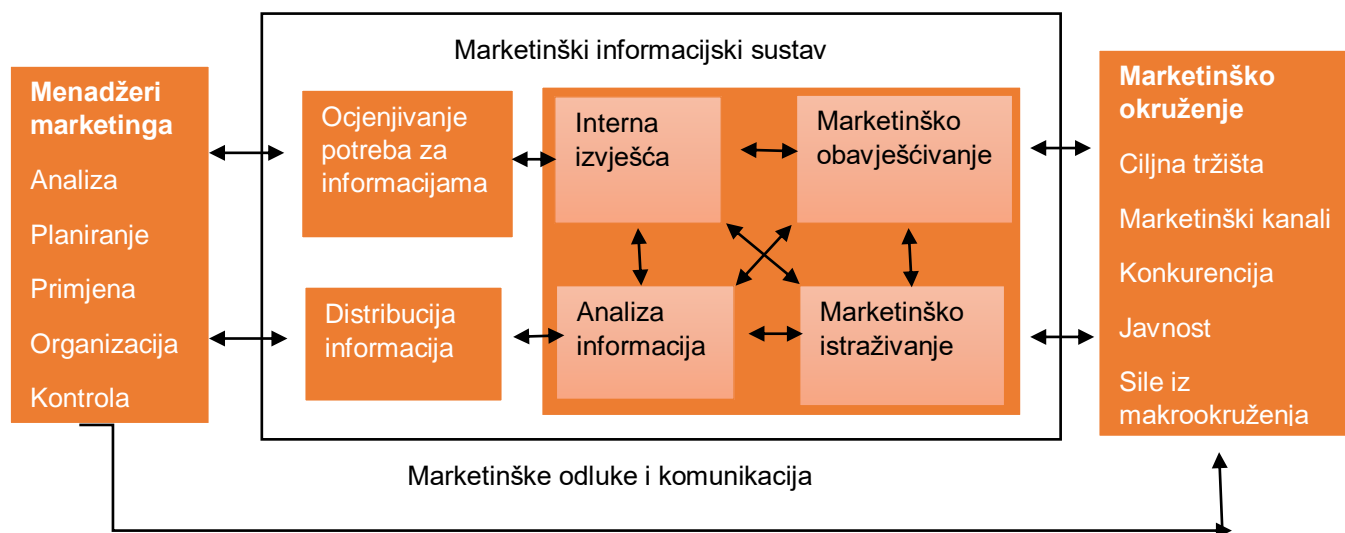 Marketinški informacijski sustav
Menadžeri
marketinga
Analiza
Planiranje
Primjena
Organizacija
Kontrola
Ocjenjivanje
potreba za
informacijama
Distribucija
informacija
Interna
izvješća
Marketinško
obavješćivanje
Analiza
informacija
Marketinško
istraživanje
Marketinško
okruženje
Ciljna tržišta
Marketinški kanali
Konkurencija
Javnost
Sile iz
makrookruženja
Marketinške odluke i komunikacija